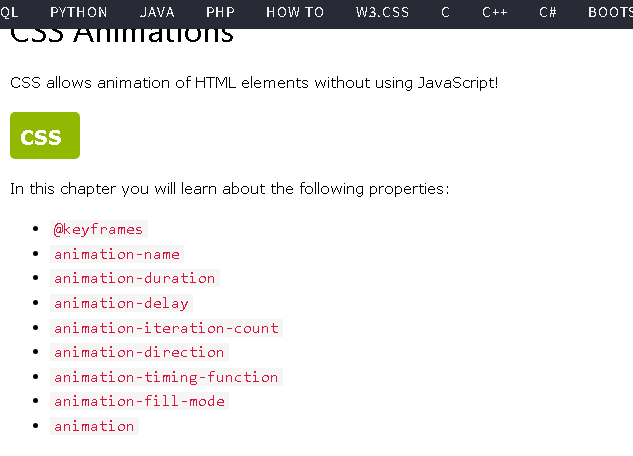 QL PYTHON JAVA PHP HOW TO W3.CSS C C++ C# BOOTS
CSS Animations
CSS allows animation of HTML elements without using JavaScript!
CSS
In this chapter you will learn about the following properties:
@keyframes
animation-name
animation-duration
animation-delay
animation-iteration-count
animation-direction
animation-timing-function
animation-fill-mode
animation